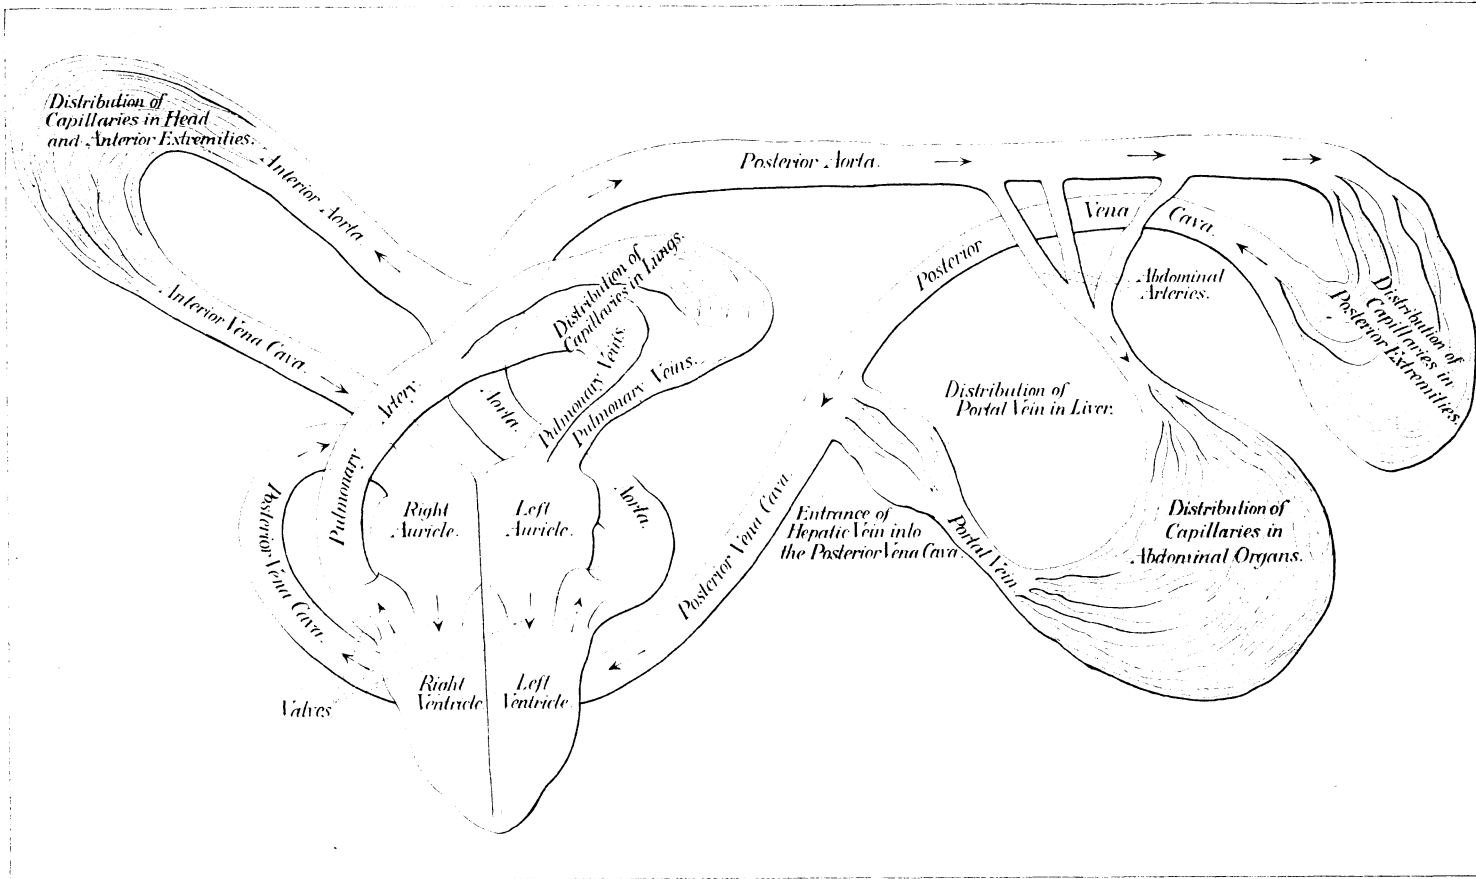 Distribution of
Capillaries in Head
and Anterior Extremities.
Anterior Aorta
Anterior Vena Cava.
Posterior Aorta.
Posterior Vena Cava.
Abdominal
Arteries.
Distribution of
Capillaries in
Posterior Extremities.
Distribution of
Capillaries in Lungs.
Pulmonary Veins.
Pulmonary Veins.
Pulmonary Artery.
Aorta.
Distribution of
Portal Vein in Liver.
Right
Auricle.
Left
Auricle.
Aorta.
Posterior Vena Cava.
Posterior Vena Cava.
Entrance of
Hepatic Vein into
the Posterior Vena Cava.
Portal Vein
Distribution of
Capillaries in
Abdominal Organs.
Right
Ventricle
Left
Ventricle.
Valves